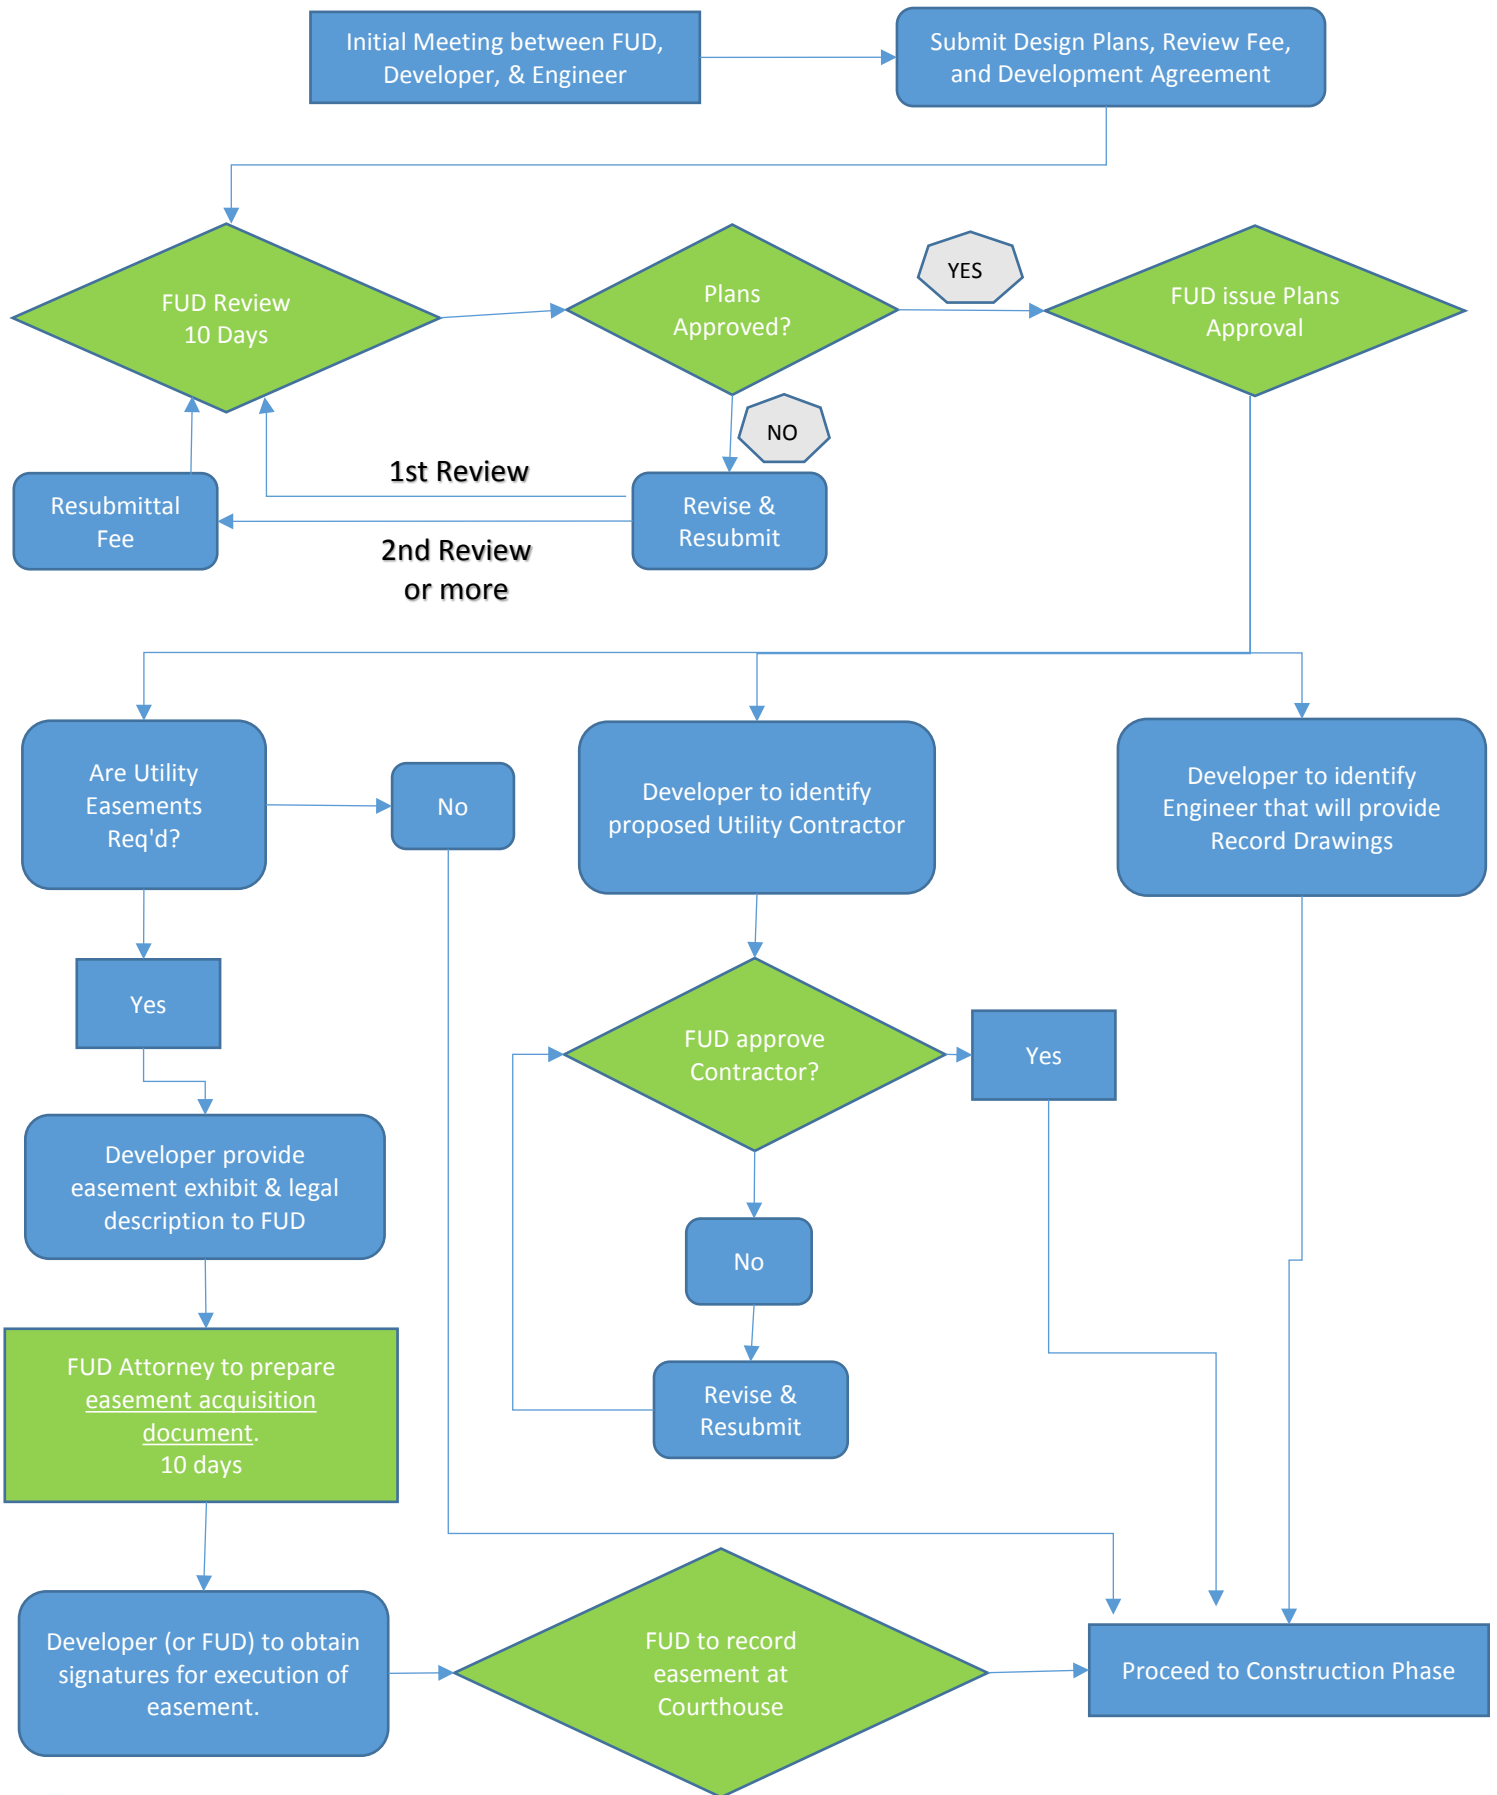 Initial Meeting between FUD,
Developer, & Engineer
Submit Design Plans, Review Fee,
and Development Agreement
FUD Review
10 Days
Plans
Approved?
YES
FUD issue Plans
Approval
NO
1st Review
Resubmittal
Fee
Revise &
Resubmit
2nd Review
or more
Are Utility
Easements
Req'd?
No
Developer to identify
proposed Utility Contractor
Developer to identify
Engineer that will provide
Record Drawings
Yes
FUD approve
Contractor?
Yes
Developer provide
easement exhibit & legal
description to FUD
No
FUD Attorney to prepare
easement acquisition
document.
10 days
Revise &
Resubmit
Developer (or FUD) to obtain
signatures for execution of
easement.
FUD to record
easement at
Courthouse
Proceed to Construction Phase